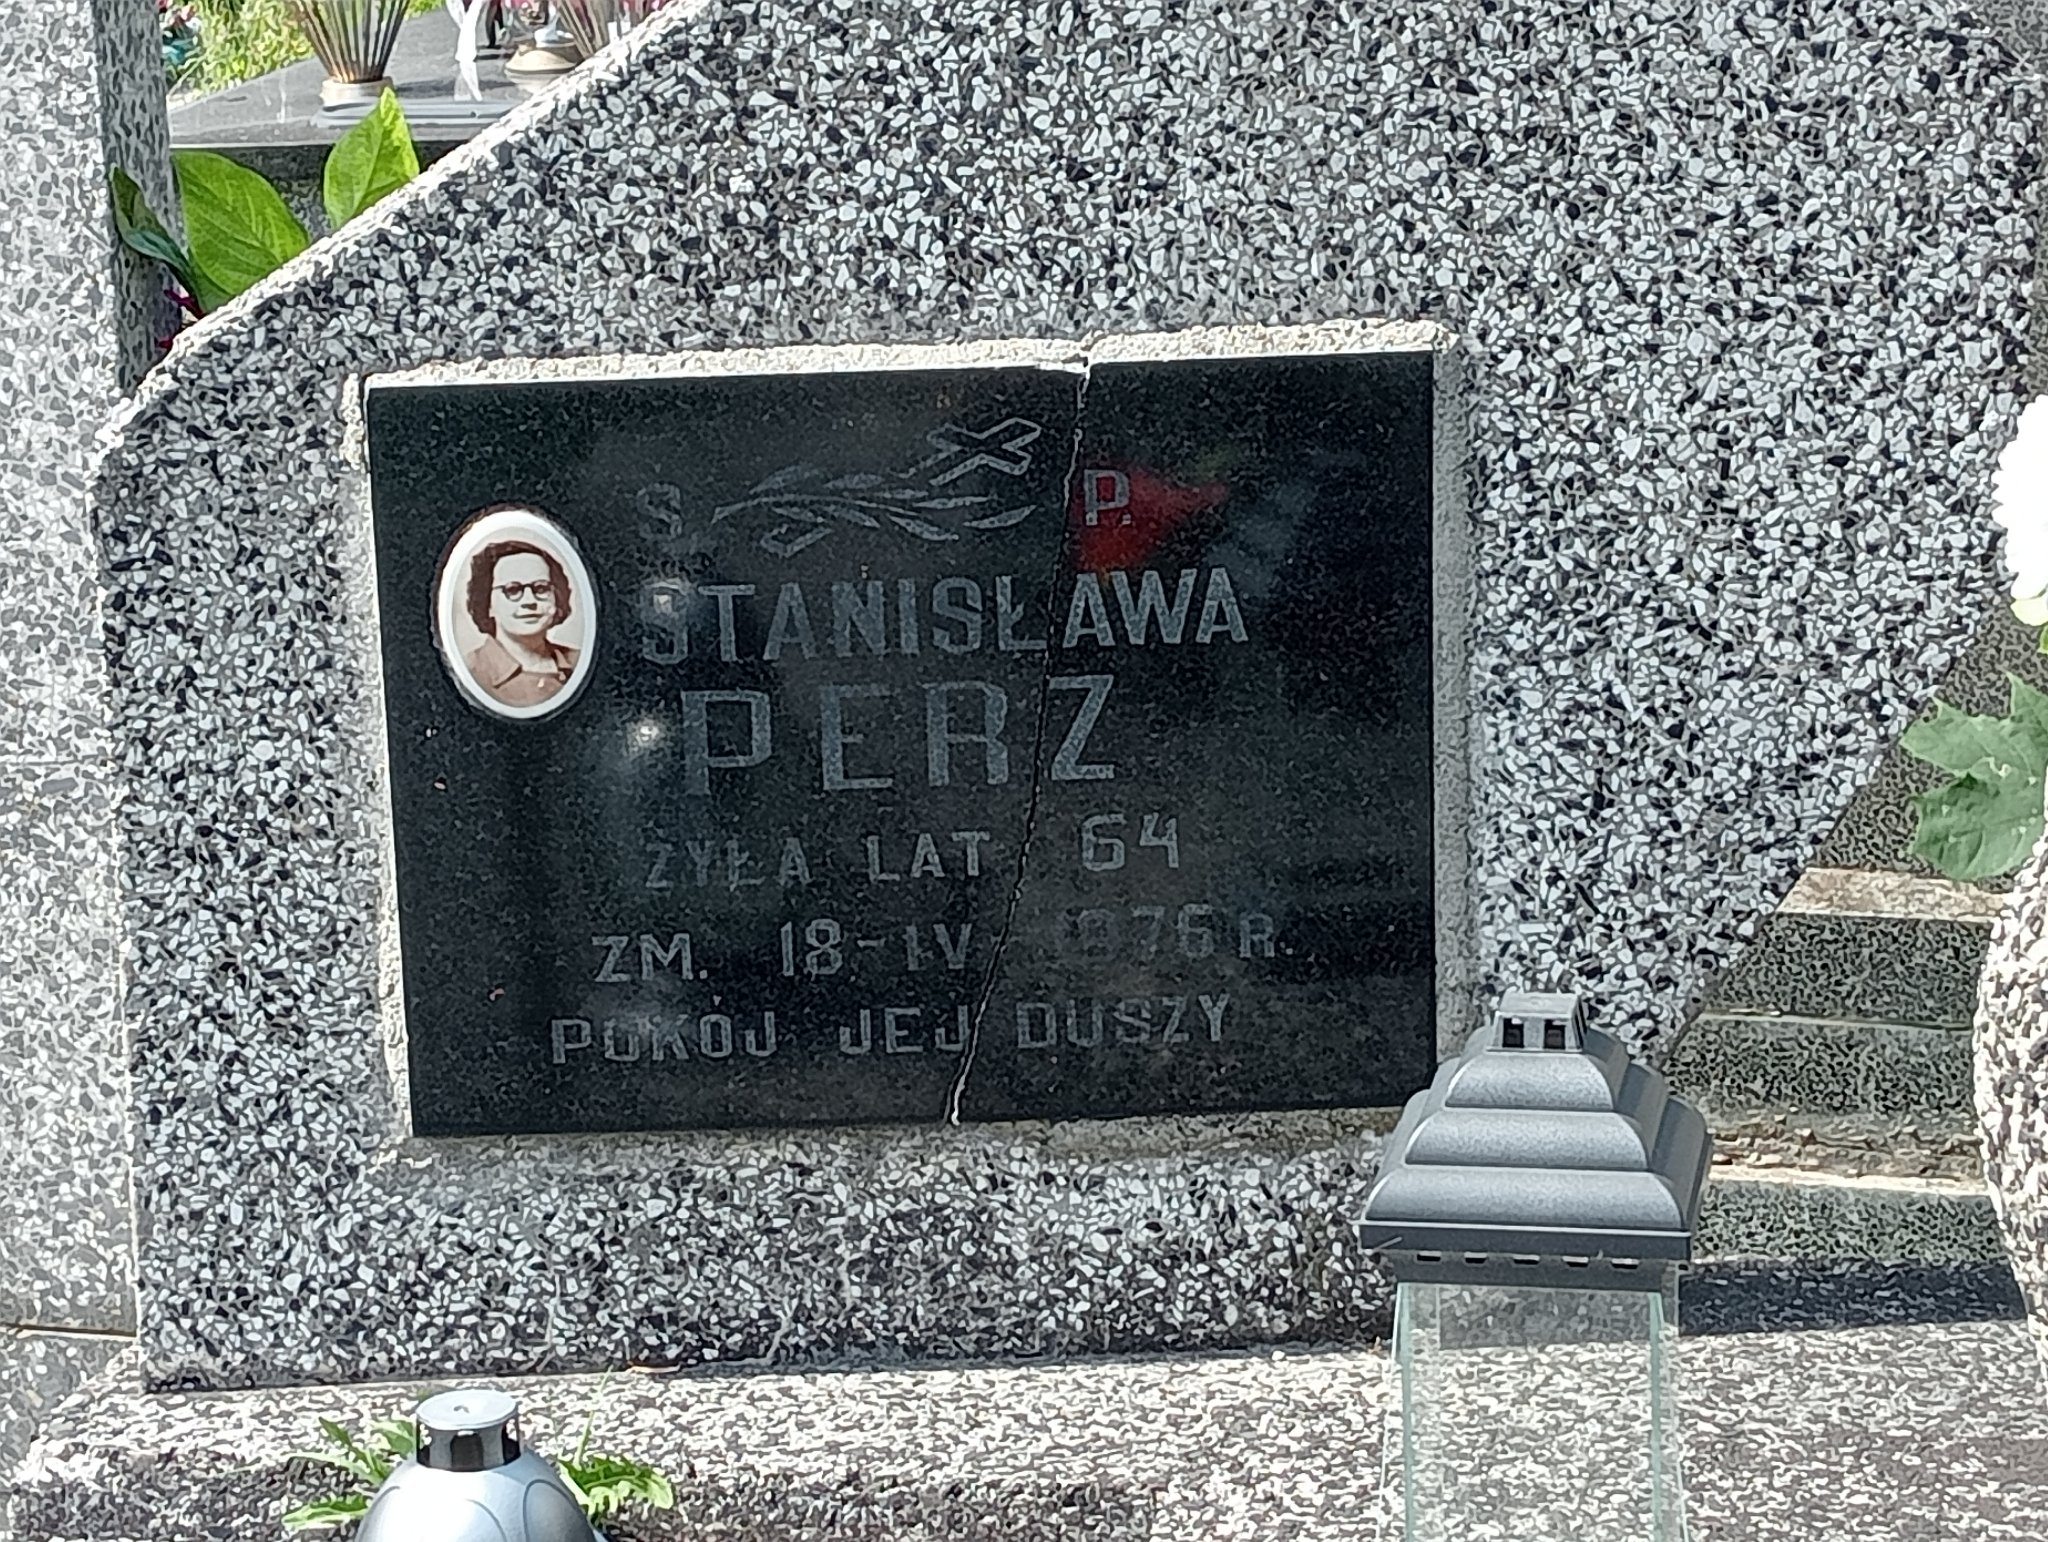 Ś P.
STANISŁAWA
PERZ
ŻYŁA LAT 64
ZM. 18-IV-1976 R.
POKÓJ JEJ DUSZY